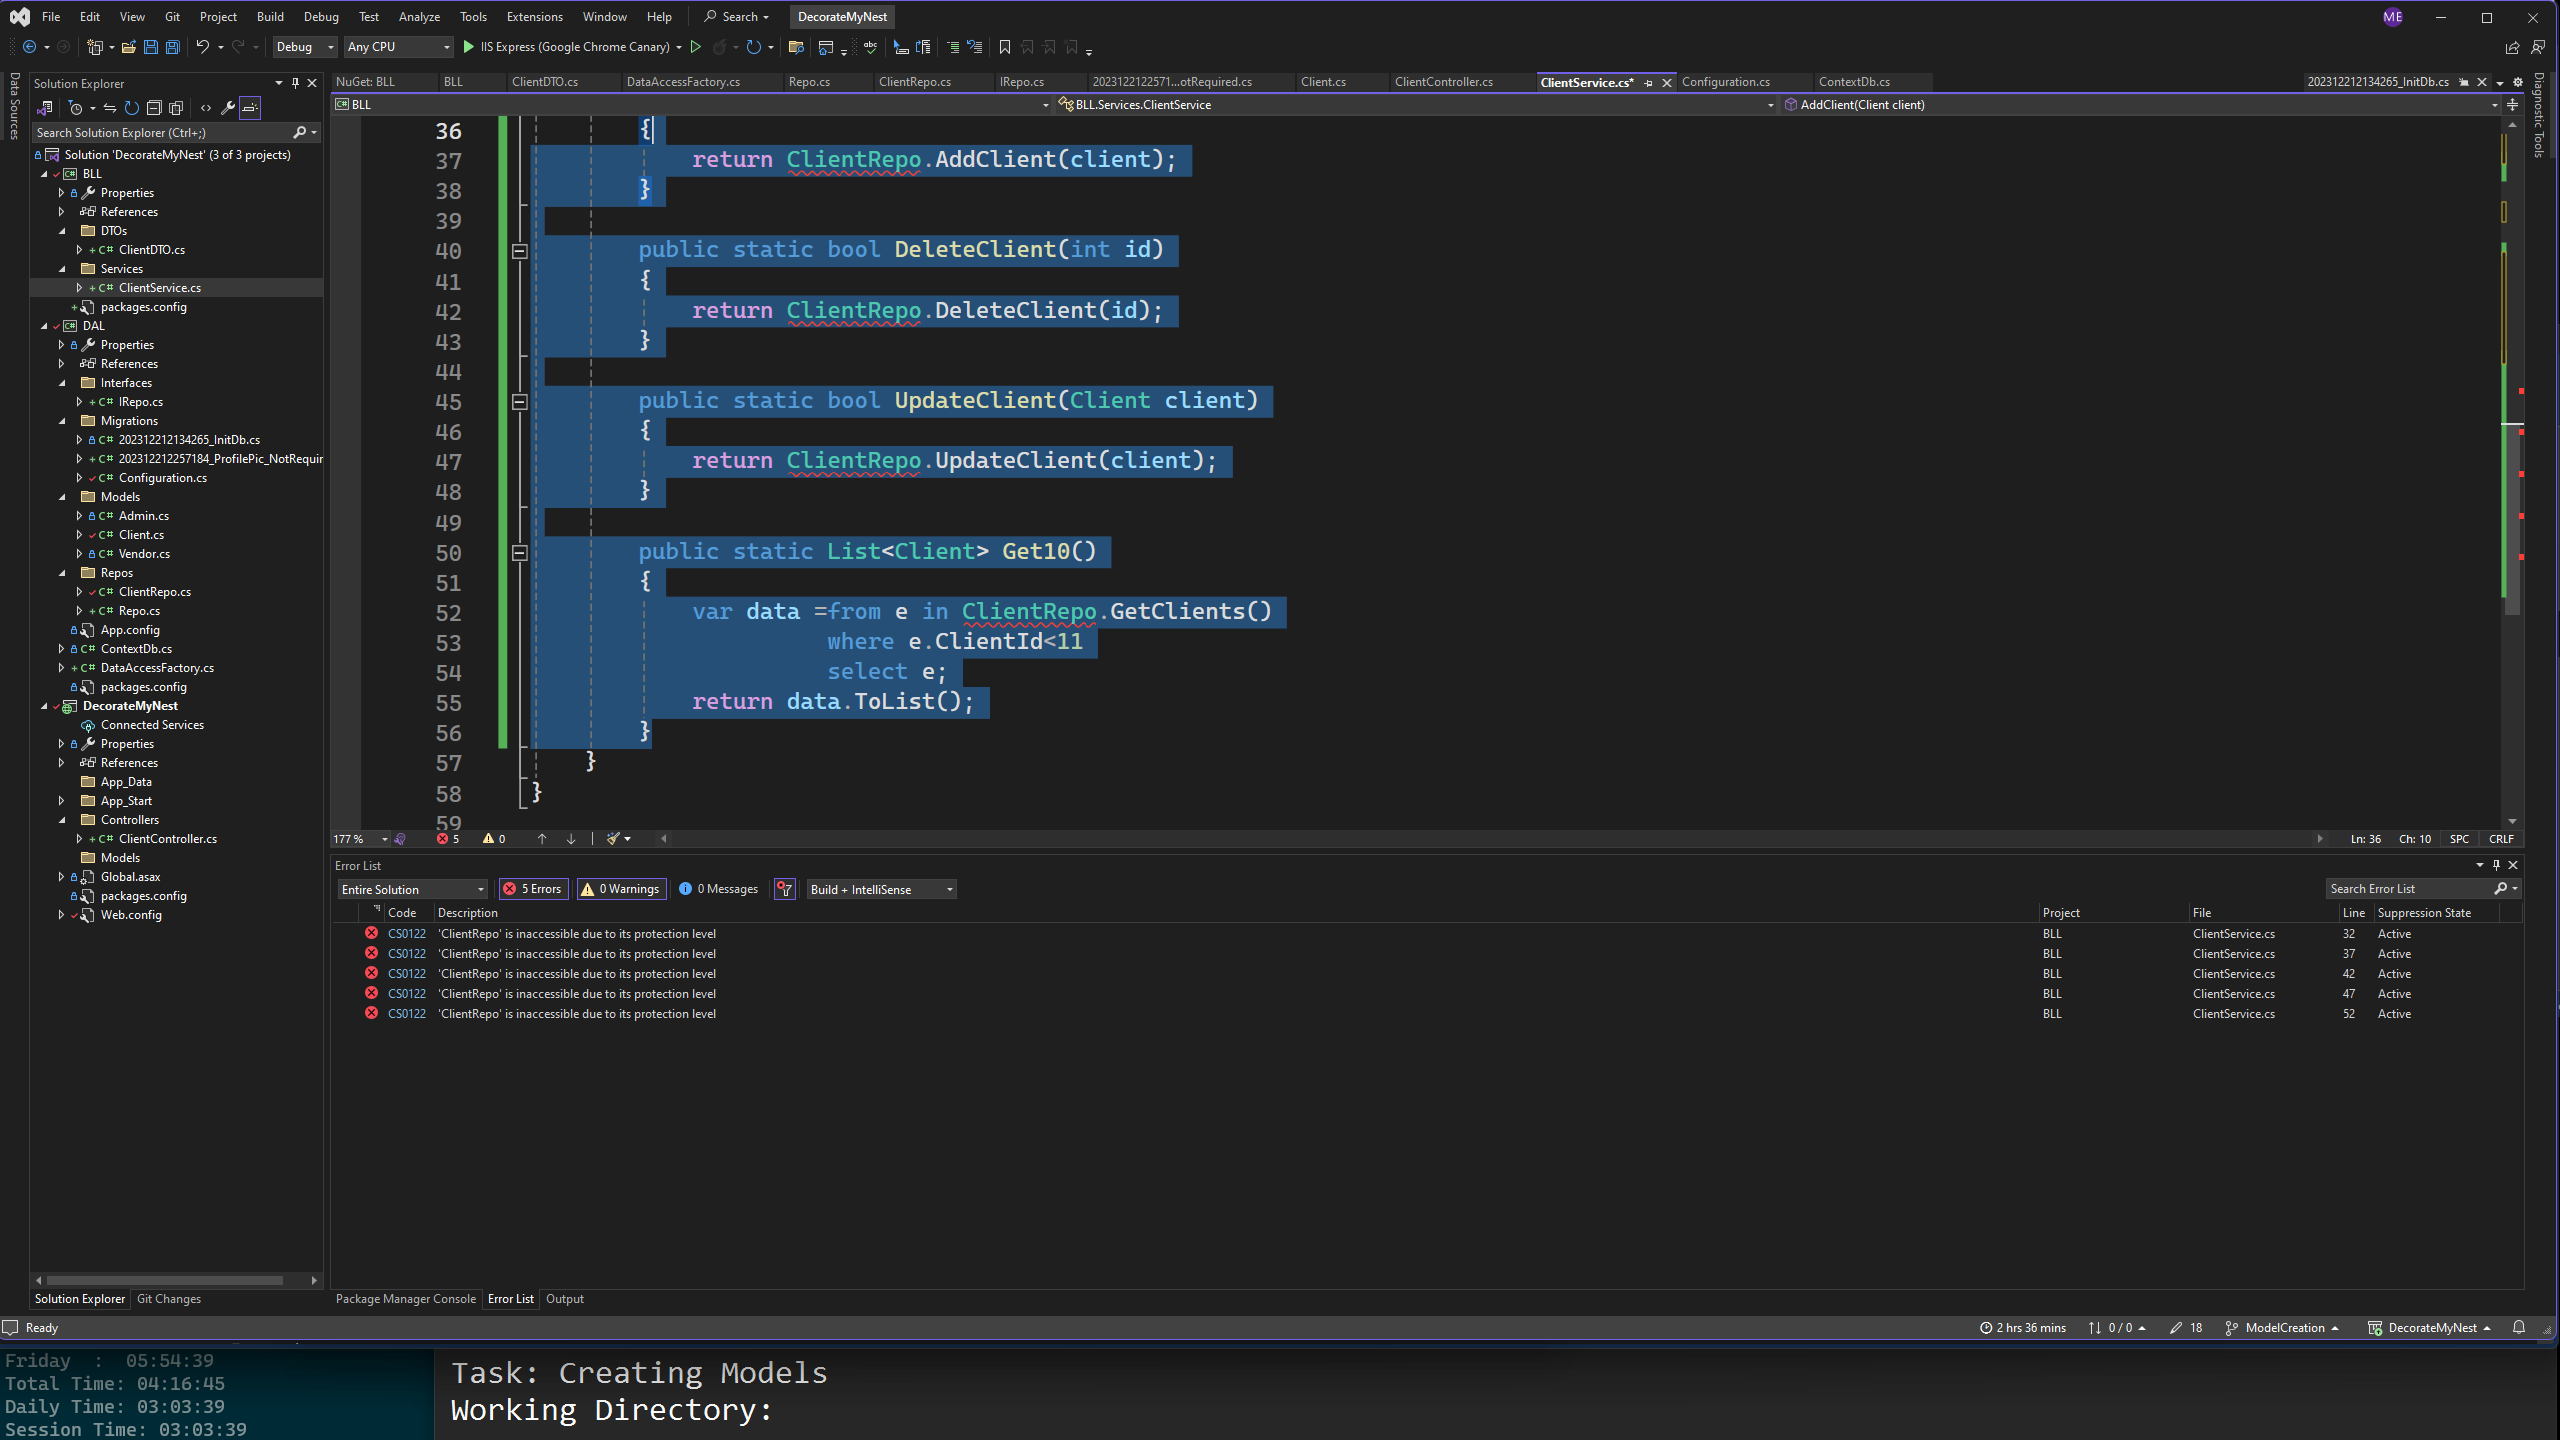 File Edit View Git Project Build Debug Test Analyze Tools Extensions Window Help Search DecorateMyNest ME
Debug Any CPU IIS Express (Google Chrome Canary)
Data Sources
Solution Explorer
Search Solution Explorer (Ctrl+;)
Solution 'DecorateMyNest' (3 of 3 projects)
BLL
Properties
References
DTOs
ClientDTO.cs
Services
ClientService.cs
packages.config
DAL
Properties
References
Interfaces
IRepo.cs
Migrations
202312212134265_InitDb.cs
202312212257184_ProfilePic_NotRequir
Configuration.cs
Models
Admin.cs
Client.cs
Vendor.cs
Repos
ClientRepo.cs
Repo.cs
App.config
ContextDb.cs
DataAccessFactory.cs
packages.config
DecorateMyNest
Connected Services
Properties
References
App_Data
App_Start
Controllers
ClientController.cs
Models
Global.asax
packages.config
Web.config
Solution Explorer Git Changes
NuGet: BLL BLL ClientDTO.cs DataAccessFactory.cs Repo.cs ClientRepo.cs IRepo.cs 2023122122571...otRequired.cs Client.cs ClientController.cs ClientService.cs* Configuration.cs ContextDb.cs 202312212134265_InitDb.cs
BLL BLL.Services.ClientService AddClient(Client client)
36 {
37 return ClientRepo.AddClient(client);
38 }
39
40 public static bool DeleteClient(int id)
41 {
42 return ClientRepo.DeleteClient(id);
43 }
44
45 public static bool UpdateClient(Client client)
46 {
47 return ClientRepo.UpdateClient(client);
48 }
49
50 public static List<Client> Get10()
51 {
52 var data =from e in ClientRepo.GetClients()
53 where e.ClientId<11
54 select e;
55 return data.ToList();
56 }
57 }
58 }
59
177 % 5 0 Ln: 36 Ch: 10 SPC CRLF
Diagnostic Tools
Error List
Entire Solution 5 Errors 0 Warnings 0 Messages Build + IntelliSense Search Error List
Code Description Project File Line Suppression State
CS0122 'ClientRepo' is inaccessible due to its protection level BLL ClientService.cs 32 Active
CS0122 'ClientRepo' is inaccessible due to its protection level BLL ClientService.cs 37 Active
CS0122 'ClientRepo' is inaccessible due to its protection level BLL ClientService.cs 42 Active
CS0122 'ClientRepo' is inaccessible due to its protection level BLL ClientService.cs 47 Active
CS0122 'ClientRepo' is inaccessible due to its protection level BLL ClientService.cs 52 Active
Package Manager Console Error List Output
Ready 2 hrs 36 mins 0 / 0 18 ModelCreation DecorateMyNest
Friday : 05:54:39
Total Time: 04:16:45
Daily Time: 03:03:39
Session Time: 03:03:39
Task: Creating Models
Working Directory: